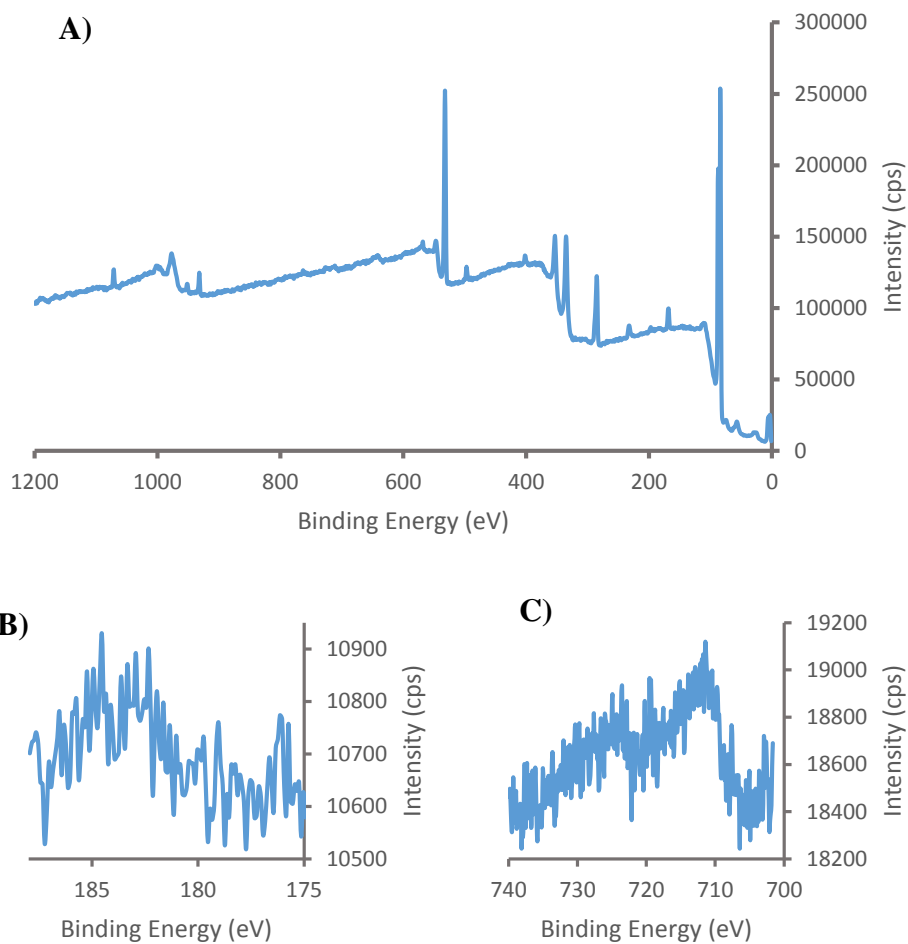 A)
300000
250000
200000
150000
100000
50000
0
Intensity (cps)
1200 1000 800 600 400 200 0
Binding Energy (eV)
B)
10900
10800
10700
10600
10500
Intensity (cps)
185 180 175
Binding Energy (eV)
C)
19200
19000
18800
18600
18400
18200
Intensity (cps)
740 730 720 710 700
Binding Energy (eV)